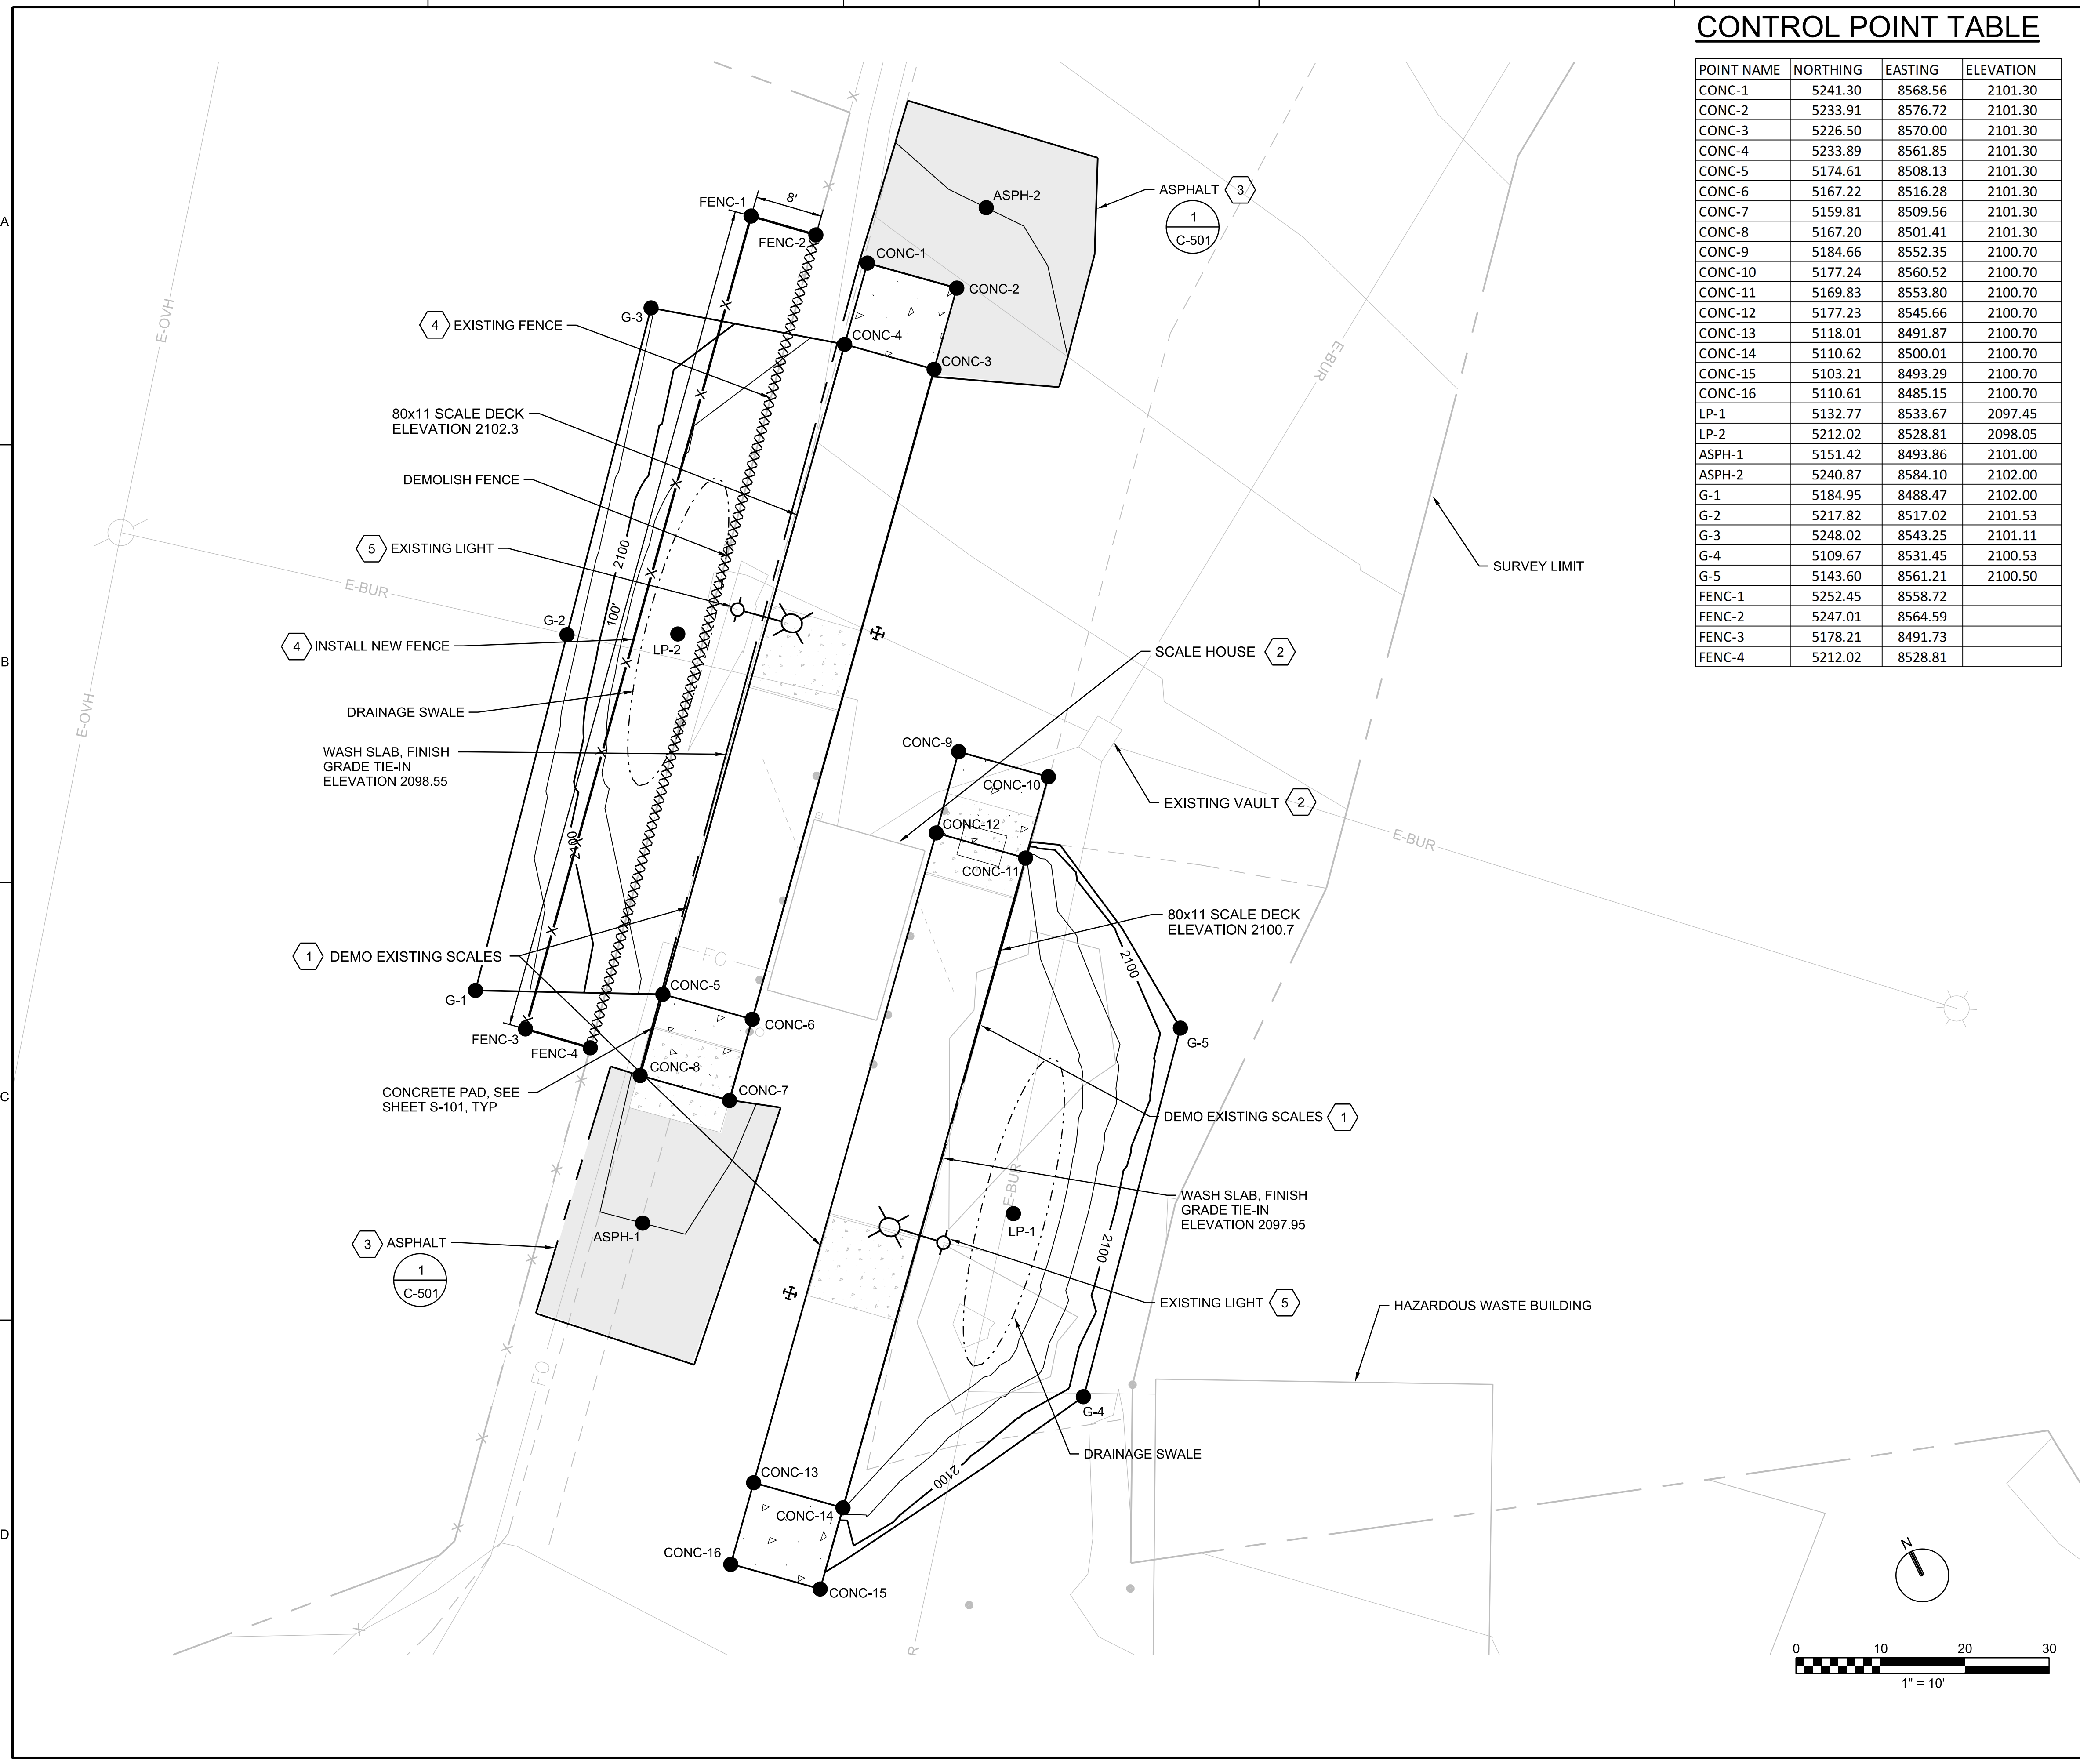 CONTROL POINT TABLE
POINT NAME NORTHING EASTING ELEVATION
CONC-1 5241.30 8568.56 2101.30
CONC-2 5233.91 8576.72 2101.30
CONC-3 5226.50 8570.00 2101.30
CONC-4 5233.89 8561.85 2101.30
CONC-5 5174.61 8508.13 2101.30
CONC-6 5167.22 8516.28 2101.30
CONC-7 5159.81 8509.56 2101.30
CONC-8 5167.20 8501.41 2101.30
CONC-9 5184.66 8552.35 2100.70
CONC-10 5177.24 8560.52 2100.70
CONC-11 5169.83 8553.80 2100.70
CONC-12 5177.23 8545.66 2100.70
CONC-13 5118.01 8491.87 2100.70
CONC-14 5110.62 8500.01 2100.70
CONC-15 5103.21 8493.29 2100.70
CONC-16 5110.61 8485.15 2100.70
LP-1 5132.77 8533.67 2097.45
LP-2 5212.02 8528.81 2098.05
ASPH-1 5151.42 8493.86 2101.00
ASPH-2 5240.87 8584.10 2102.00
G-1 5184.95 8488.47 2102.00
G-2 5217.82 8517.02 2101.53
G-3 5248.02 8543.25 2101.11
G-4 5109.67 8531.45 2100.53
G-5 5143.60 8561.21 2100.50
FENC-1 5252.45 8558.72
FENC-2 5247.01 8564.59
FENC-3 5178.21 8491.73
FENC-4 5212.02 8528.81
A
B
C
D
FENC-1
8'
FENC-2
ASPH-2
ASPHALT 3
1
C-501
CONC-1
CONC-2
G-3
4 EXISTING FENCE
CONC-4
CONC-3
E-OVH
E-BUR
80x11 SCALE DECK
ELEVATION 2102.3
DEMOLISH FENCE
5 EXISTING LIGHT
2100
100'
E-BUR
SURVEY LIMIT
G-2
4 INSTALL NEW FENCE
LP-2
SCALE HOUSE 2
E-OVH
DRAINAGE SWALE
WASH SLAB, FINISH
GRADE TIE-IN
ELEVATION 2098.55
CONC-9
CONC-10
EXISTING VAULT 2
CONC-12
CONC-11
E-BUR
2100
80x11 SCALE DECK
ELEVATION 2100.7
1 DEMO EXISTING SCALES
FO
2100
CONC-5
G-1
CONC-6
FENC-3
FENC-4
G-5
CONC-8
CONC-7
CONCRETE PAD, SEE
SHEET S-101, TYP
DEMO EXISTING SCALES 1
E-BUR
WASH SLAB, FINISH
GRADE TIE-IN
ELEVATION 2097.95
LP-1
ASPH-1
3 ASPHALT
1
C-501
2100
EXISTING LIGHT 5
HAZARDOUS WASTE BUILDING
FO
G-4
DRAINAGE SWALE
CONC-13
2100
CONC-14
CONC-16
CONC-15
N
R
0 10 20 30
1" = 10'